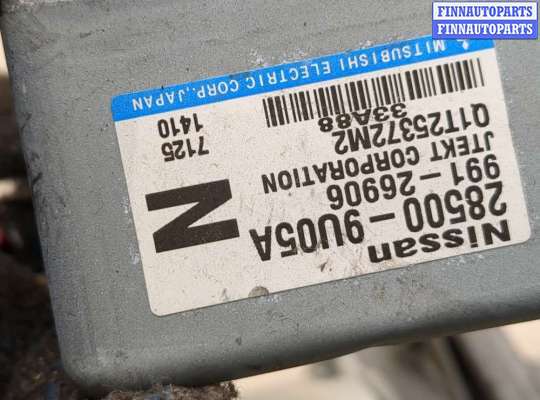 FINNAUTOPARTS
FINNAUTOPARTS
Nissan
28500-9U05A
991-26906
JTEKT CORPORATION
Q1T25372M2
33A88
N
7125
1410
MITSUBISHI ELECTRIC CORP., JAPAN